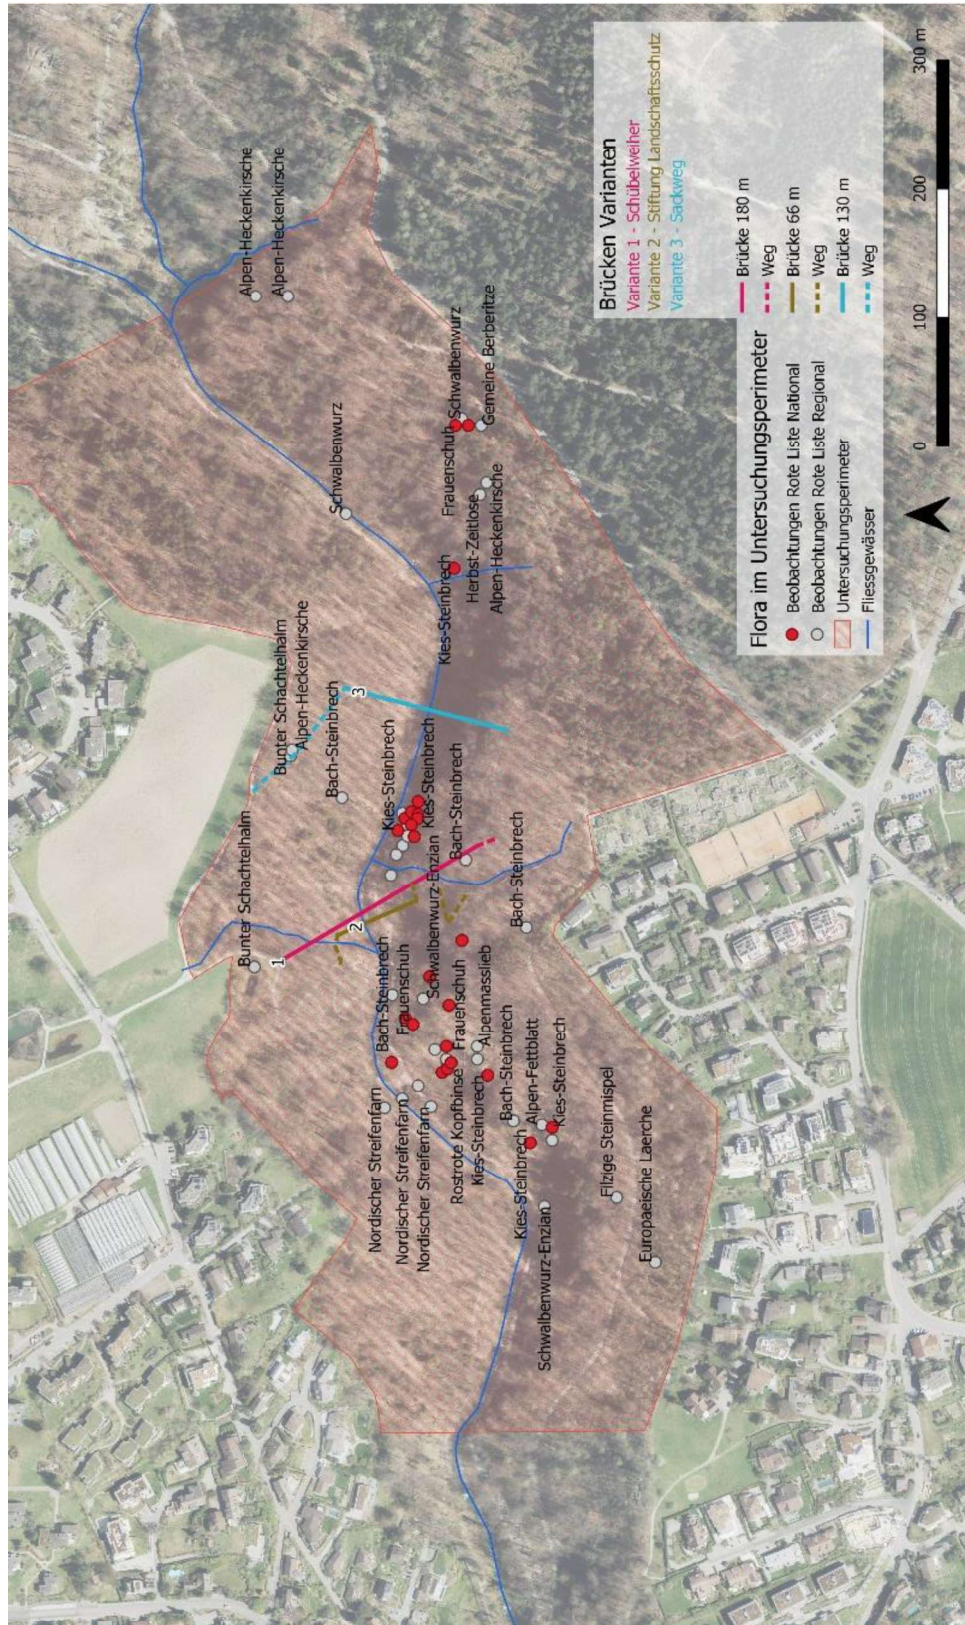 Brücken Varianten
Variante 1 - Schübelweiher
Variante 2 - Stiftung Landschaftsschutz
Variante 3 - Sackweg
Brücke 180 m
Weg
Brücke 66 m
Weg
Brücke 130 m
Weg
Flora im Untersuchungsperimeter
Beobachtungen Rote Liste National
Beobachtungen Rote Liste Regional
Untersuchungsperimeter
Fliessgewässer
0
100
200
300 m
Alpen-Heckenkirsche
Alpen-Heckenkirsche
Schwalbenwurz
Frauenschuh
Schwalbenwurz
Gemeine Berberitze
Herbst-Zeitlose
Alpen-Heckenkirsche
Kies-Steinbrech
Bunter Schachtelhalm
Alpen-Heckenkirsche
Bach-Steinbrech
3
Kies-Steinbrech
Kies-Steinbrech
Bach-Steinbrech
Bach-Steinbrech
Bunter Schachtelhalm
1
2
Schwalbenwurz-Enzian
Bach-Steinbrech
Frauenschuh
Frauenschuh
Alpenmasslieb
Nordischer Streifenfarn
Nordischer Streifenfarn
Nordischer Streifenfarn
Rostrote Kopfbinse
Kies-Steinbrech
Bach-Steinbrech
Alpen-Fettblatt
Kies-Steinbrech
Kies-Steinbrech
Schwalbenwurz-Enzian
Filzige Steinmispel
Europaeische Laerche